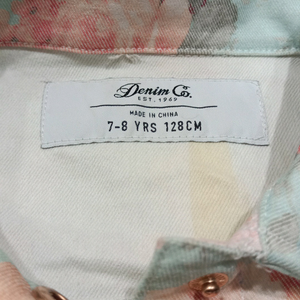 Denim Co.
EST. 1969
MADE IN CHINA
7-8 YRS 128CM